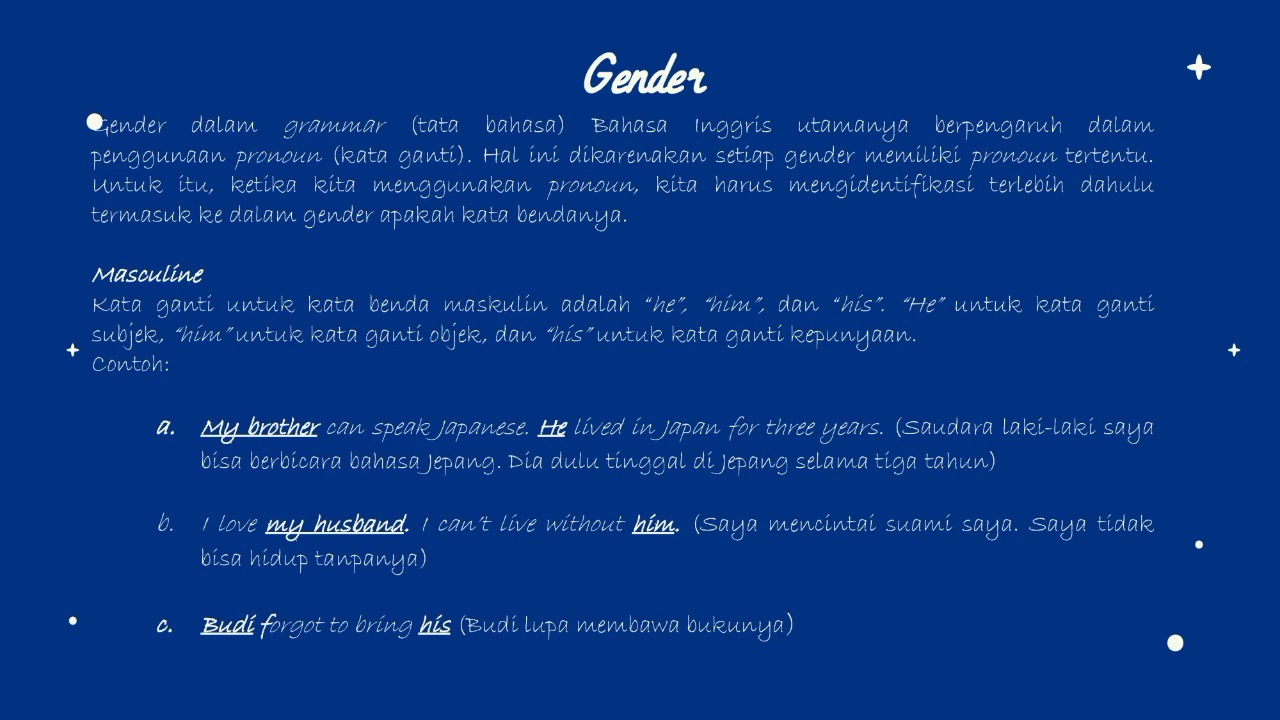 Gender
Gender dalam grammar (tata bahasa) Bahasa Inggris utamanya berpengaruh dalam
penggunaan pronoun (kata ganti). Hal ini dikarenakan setiap gender memiliki pronoun tertentu.
Untuk itu, ketika kita menggunakan pronoun, kita harus mengidentifikasi terlebih dahulu
termasuk ke dalam gender apakah kata bendanya.
Masculine
Kata ganti untuk kata benda maskulin adalah “he”, “him”, dan “his”. “He” untuk kata ganti
subjek, “him” untuk kata ganti objek, dan “his” untuk kata ganti kepunyaan.
Contoh:
a. My brother can speak Japanese. He lived in Japan for three years. (Saudara laki-laki saya
bisa berbicara bahasa Jepang. Dia dulu tinggal di Jepang selama tiga tahun)
b. I love my husband. I can't live without him. (Saya mencintai suami saya. Saya tidak
bisa hidup tanpanya)
c. Budi forgot to bring his (Budi lupa membawa bukunya)